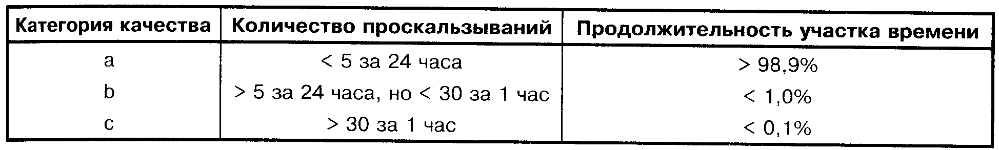 Категория качества Количество проскальзываний Продолжительность участка времени
a < 5 за 24 часа > 98,9%
b > 5 за 24 часа, но < 30 за 1 час < 1,0%
c > 30 за 1 час < 0,1%